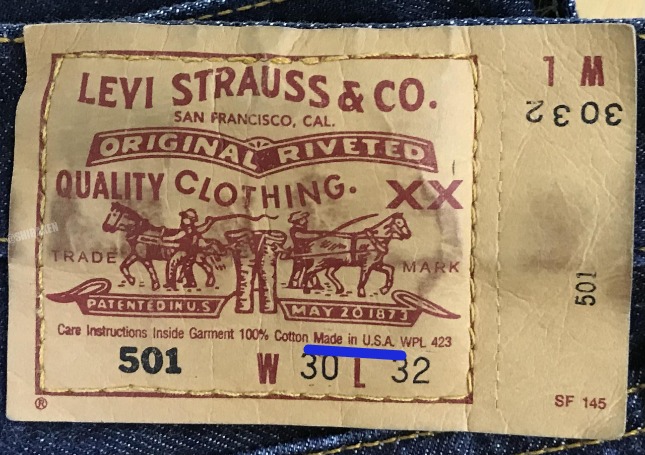 LEVI STRAUSS & CO.
SAN FRANCISCO, CAL.
ORIGINAL RIVETED
QUALITY CLOTHING. XX
TRADE MARK
PATENTED IN U.S. MAY 20 1873
Care Instructions Inside Garment 100% Cotton Made in U.S.A. WPL 423
501 W 30 L 32
®
W L
30 32
501
SF 145